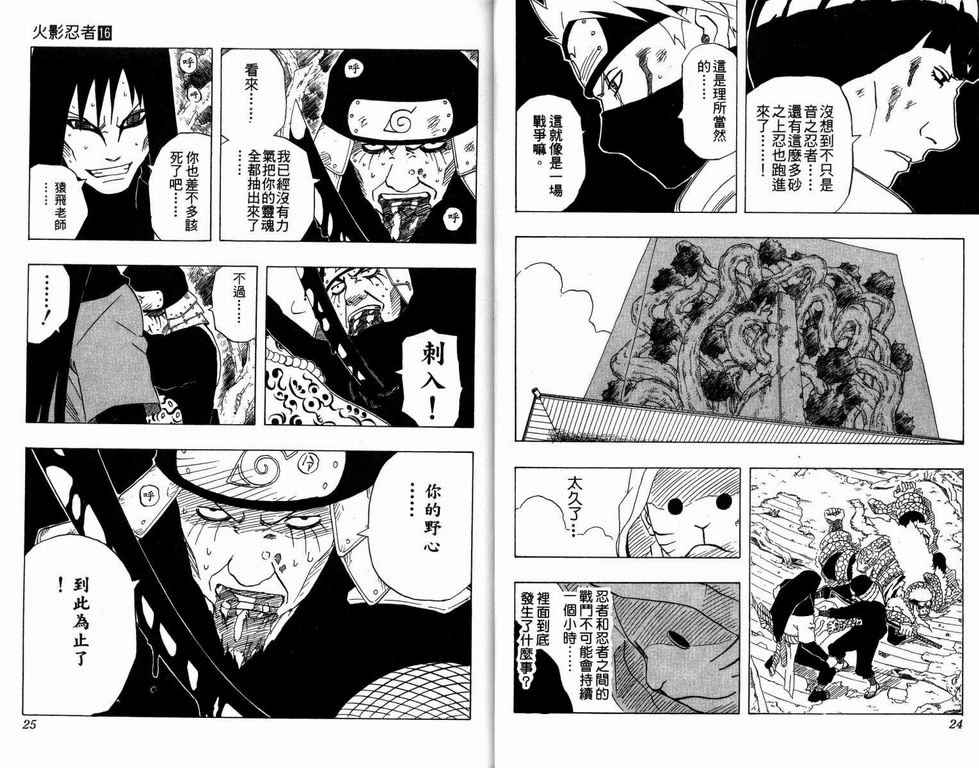 沒想到不只是
音之忍者……
還有這麼多砂
之上忍也跑進
來了……！
這是理所當然
的……
這就像是一場
戰爭嘛。
太久了…
忍者和忍者之間的
戰鬥不可能會持續
一個小時……
裡面到底
發生了什麼事？
24
火影忍者16
呼
看來……
我已經沒有力
氣把你的靈魂
全都抽出來了
呼
呼
呼
你也差不多該
死了吧……
猿飛老師
刺入！
不過……
……！
你的野心
……
呼
到此為止了
！
25